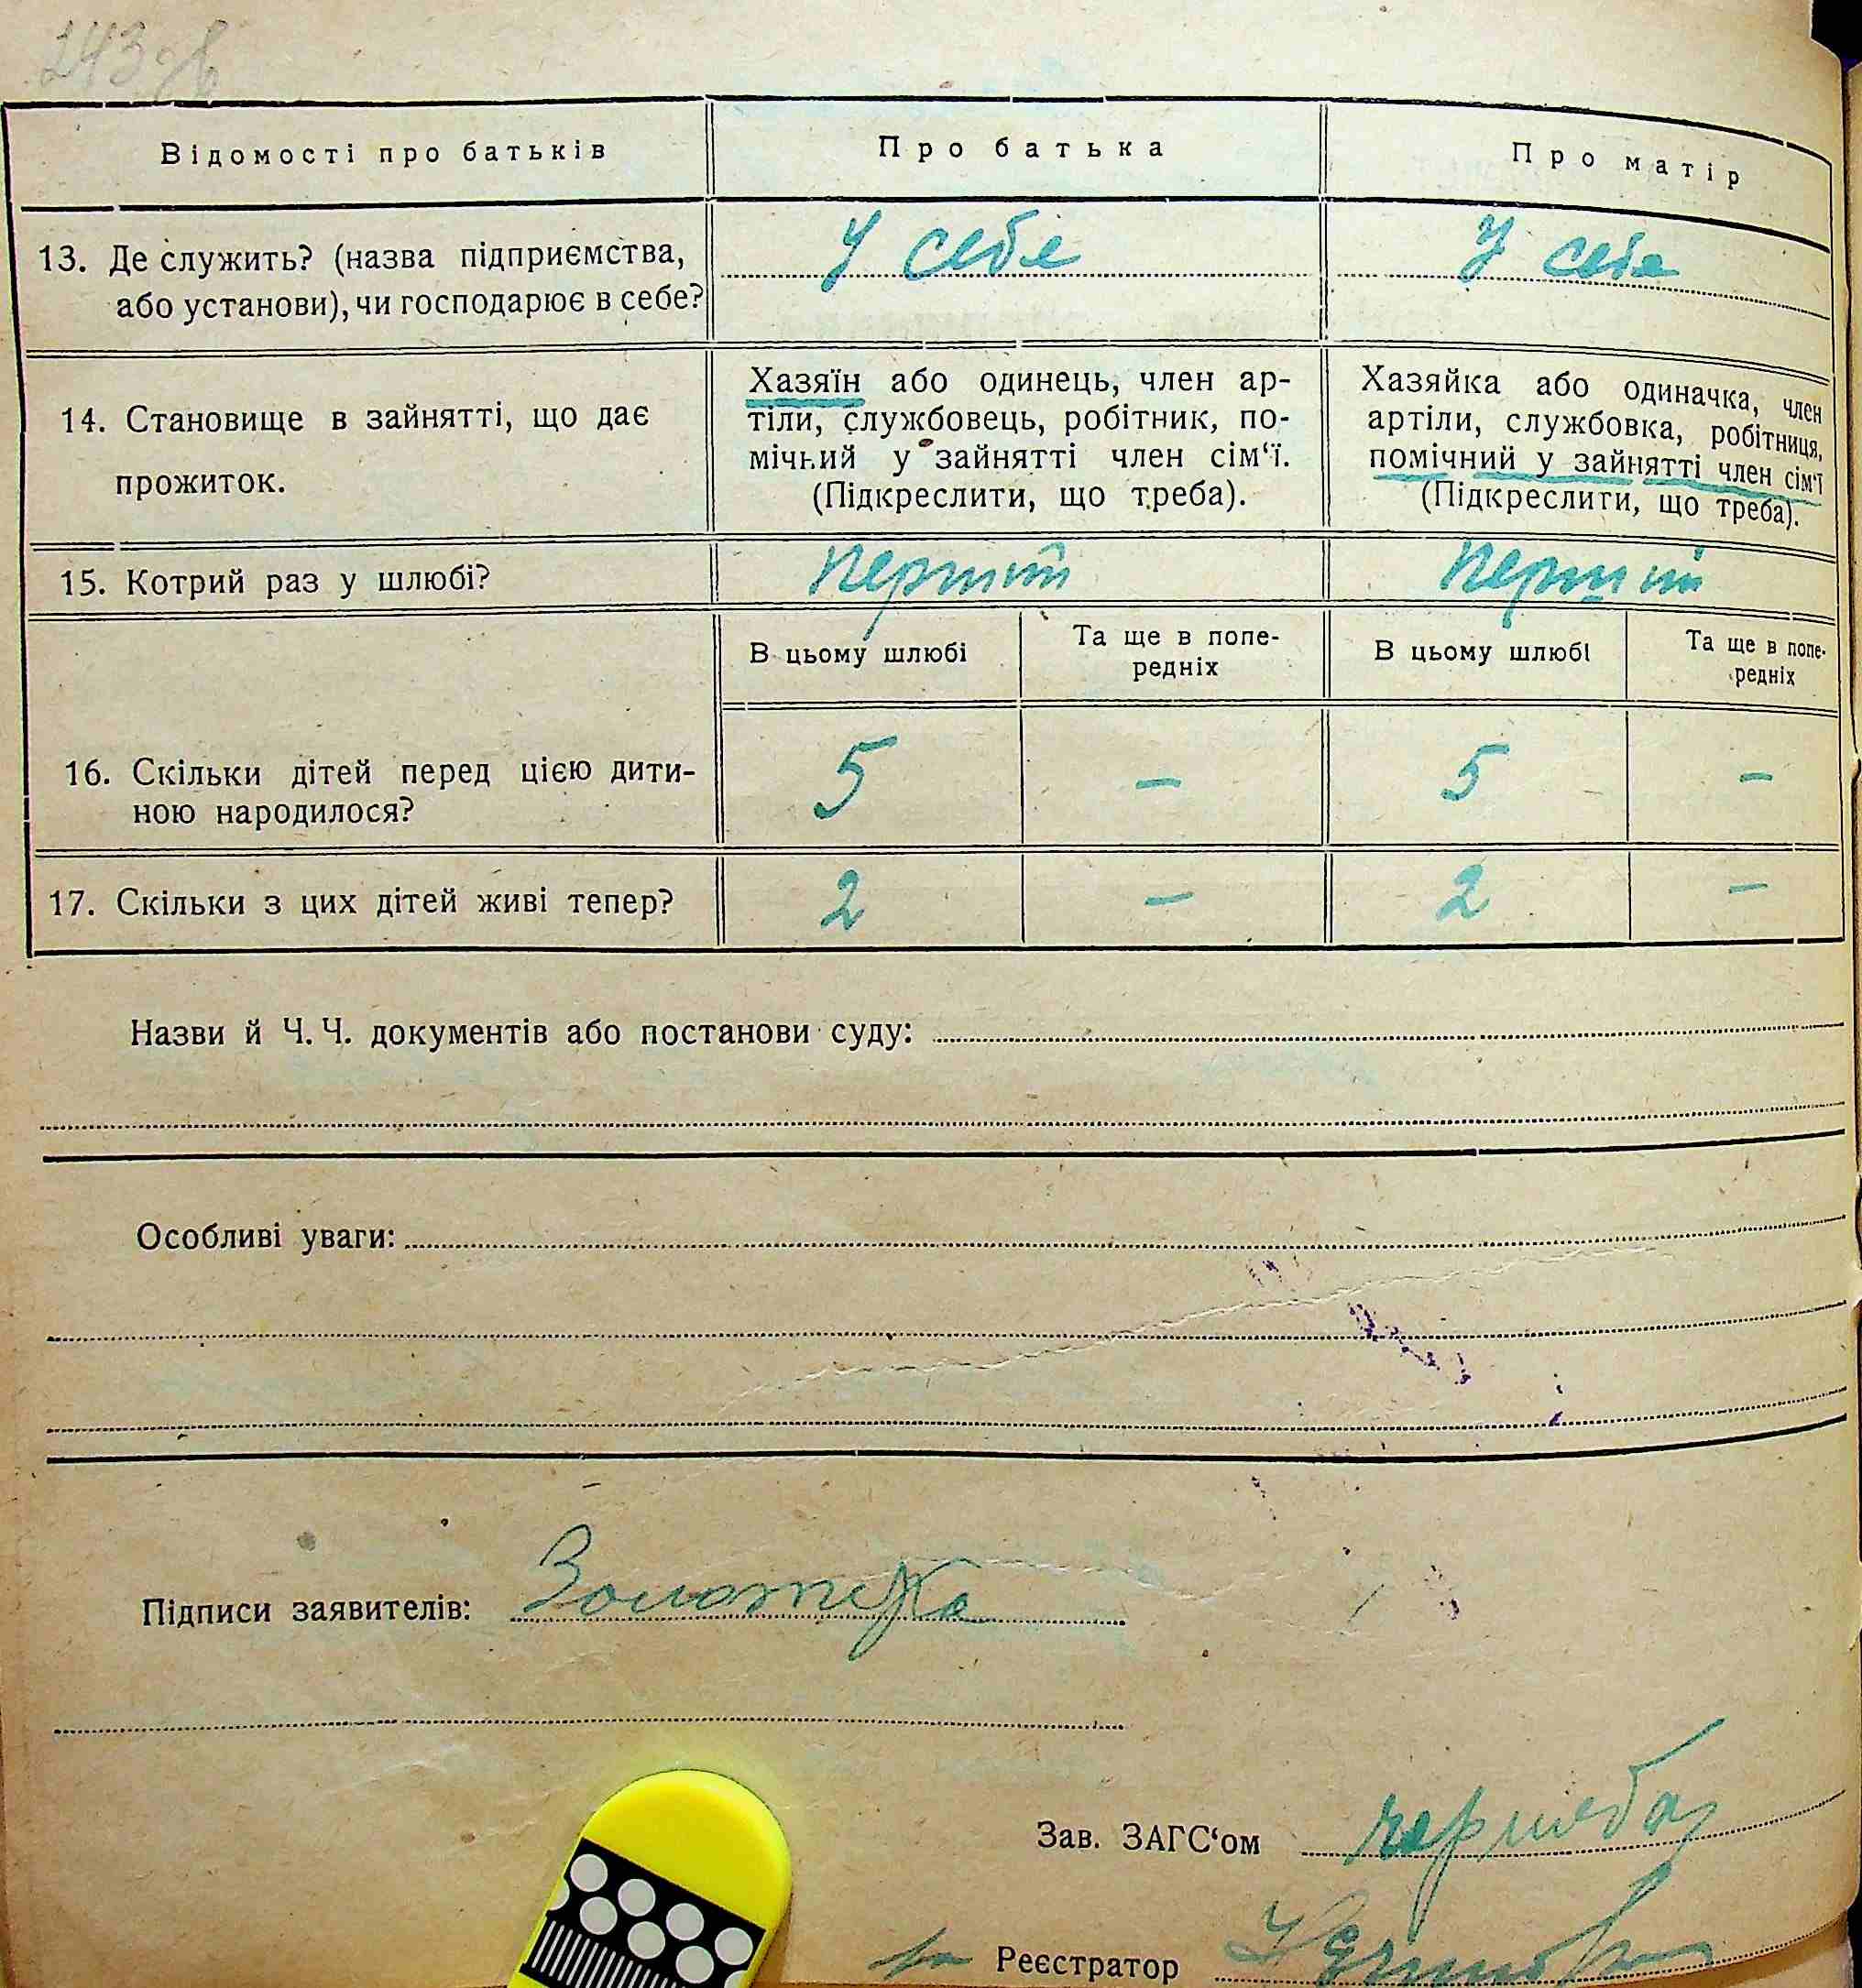 243 зв
Відомості про батьків
Про батька
Про матір
13. Де служить? (назва підприємства,
або установи), чи господарює в себе?
У себе
У себе
14. Становище в зайнятті, що дає
прожиток.
Хазяїн або одинець, член ар-
тіли, службовець, робітник, по-
мічний у зайнятті член сім‘ї.
(Підкреслити, що треба).
Хазяйка або одиначка, член
артіли, службовка, робітниця,
помічний у зайнятті член сім‘ї
(Підкреслити, що треба).
15. Котрий раз у шлюбі?
Перший
Перший
В цьому шлюбі
Та ще в попе-
редніх
В цьому шлюбі
Та ще в попе-
редніх
16. Скільки дітей перед цією дити-
ною народилося?
5
–
5
–
17. Скільки з цих дітей живі тепер?
2
–
2
–
Назви й Ч. Ч. документів або постанови суду:
Особливі уваги:
Підписи заявителів:
Зав. ЗАГС‘ом
Реєстратор